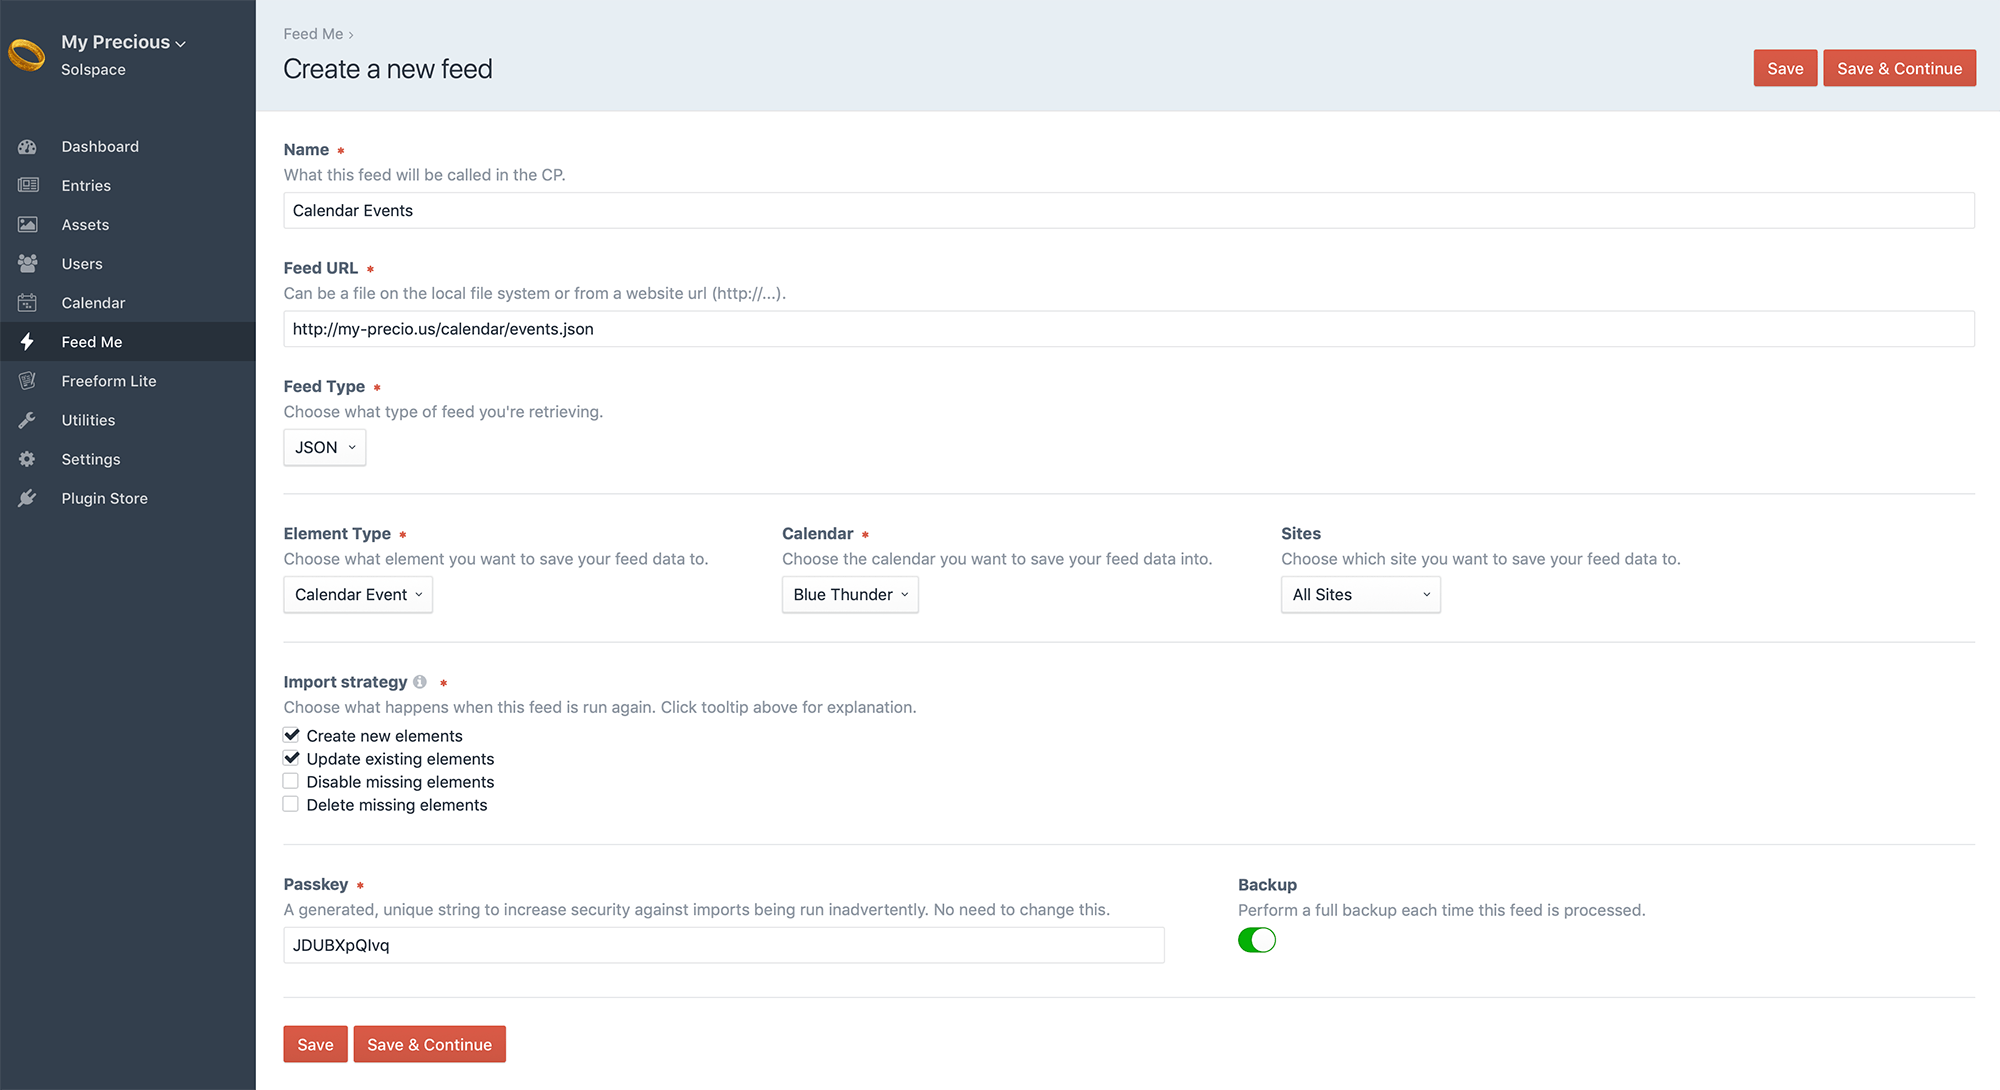 My Precious
Solspace
Dashboard
Entries
Assets
Users
Calendar
Feed Me
Freeform Lite
Utilities
Settings
Plugin Store
Feed Me ›
Create a new feed
Save
Save & Continue
Name *
What this feed will be called in the CP.
Calendar Events
Feed URL *
Can be a file on the local file system or from a website url (http://...).
http://my-precio.us/calendar/events.json
Feed Type *
Choose what type of feed you're retrieving.
JSON
Element Type *
Choose what element you want to save your feed data to.
Calendar Event
Calendar *
Choose the calendar you want to save your feed data into.
Blue Thunder
Sites
Choose which site you want to save your feed data to.
All Sites
Import strategy *
Choose what happens when this feed is run again. Click tooltip above for explanation.
Create new elements
Update existing elements
Disable missing elements
Delete missing elements
Passkey *
A generated, unique string to increase security against imports being run inadvertently. No need to change this.
JDUBXpQIvq
Backup
Perform a full backup each time this feed is processed.
Save
Save & Continue